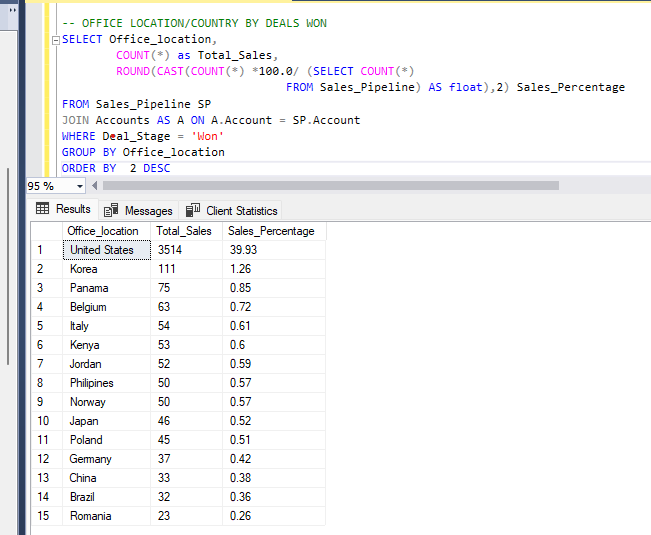 -- OFFICE LOCATION/COUNTRY BY DEALS WON
SELECT Office_location,
COUNT(*) as Total_Sales,
ROUND(CAST(COUNT(*) *100.0/ (SELECT COUNT(*)
FROM Sales_Pipeline) AS float),2) Sales_Percentage
FROM Sales_Pipeline SP
JOIN Accounts AS A ON A.Account = SP.Account
WHERE Deal_Stage = 'Won'
GROUP BY Office_location
ORDER BY  2 DESC
95 %
Results Messages Client Statistics
Office_location Total_Sales Sales_Percentage
1 United States 3514 39.93
2 Korea 111 1.26
3 Panama 75 0.85
4 Belgium 63 0.72
5 Italy 54 0.61
6 Kenya 53 0.6
7 Jordan 52 0.59
8 Philipines 50 0.57
9 Norway 50 0.57
10 Japan 46 0.52
11 Poland 45 0.51
12 Germany 37 0.42
13 China 33 0.38
14 Brazil 32 0.36
15 Romania 23 0.26